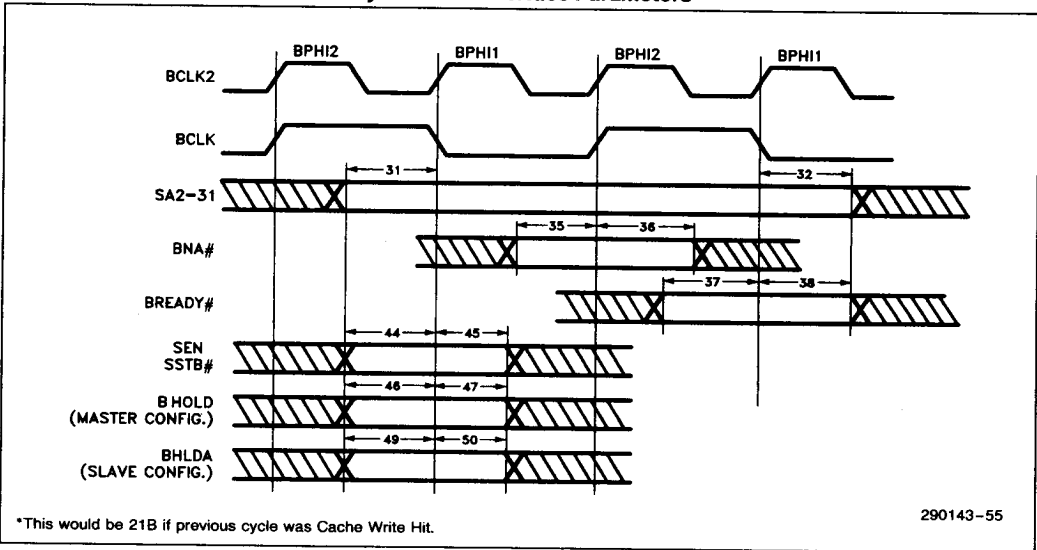 BPHI2 BPHI1 BPHI2 BPHI1
BCLK2
BCLK
31 32
SA2-31
35 36
BNA#
37 38
BREADY#
44 45
SEN
SSTB#
46 47
BHOLD
(MASTER CONFIG.)
49 50
BHLDA
(SLAVE CONFIG.)
290143-55
*This would be 21B if previous cycle was Cache Write Hit.